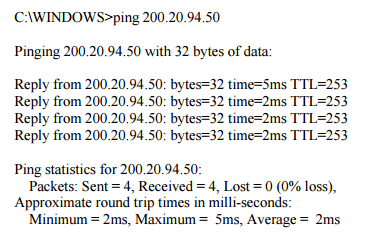 C:\WINDOWS>ping 200.20.94.50
Pinging 200.20.94.50 with 32 bytes of data:
Reply from 200.20.94.50: bytes=32 time=5ms TTL=253
Reply from 200.20.94.50: bytes=32 time=2ms TTL=253
Reply from 200.20.94.50: bytes=32 time=2ms TTL=253
Reply from 200.20.94.50: bytes=32 time=2ms TTL=253
Ping statistics for 200.20.94.50:
Packets: Sent = 4, Received = 4, Lost = 0 (0% loss),
Approximate round trip times in milli-seconds:
Minimum = 2ms, Maximum =  5ms, Average =  2ms